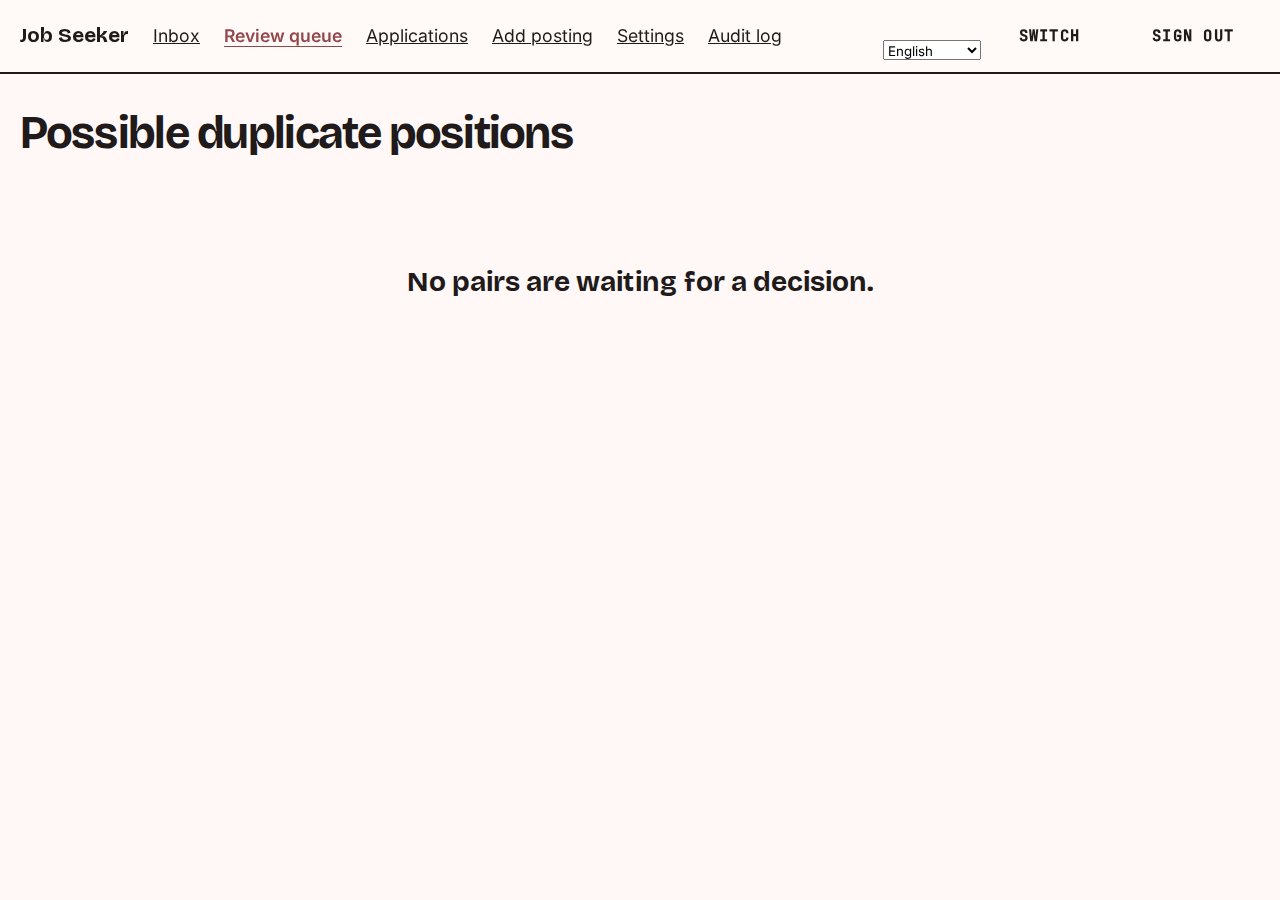 Job Seeker Inbox Review queue Applications Add posting Settings Audit log English SWITCH SIGN OUT
Possible duplicate positions
No pairs are waiting for a decision.